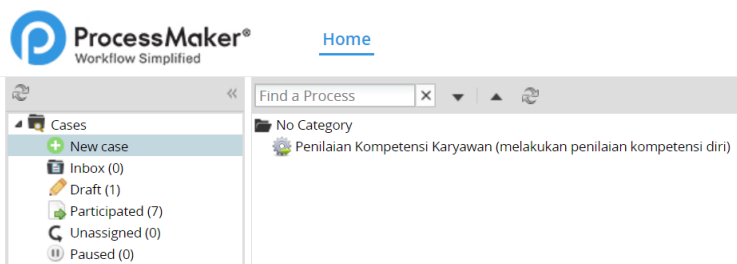 ProcessMaker®
Workflow Simplified
Home
Find a Process
Cases
New case
Inbox (0)
Draft (1)
Participated (7)
Unassigned (0)
Paused (0)
No Category
Penilaian Kompetensi Karyawan (melakukan penilaian kompetensi diri)